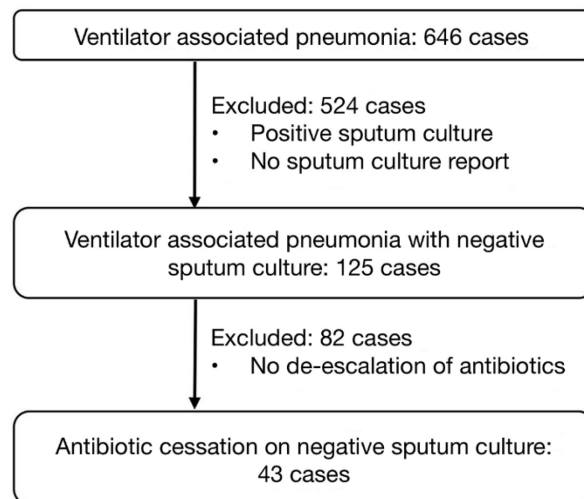 Ventilator associated pneumonia: 646 cases
Excluded: 524 cases
• Positive sputum culture
• No sputum culture report
Ventilator associated pneumonia with negative
sputum culture: 125 cases
Excluded: 82 cases
• No de-escalation of antibiotics
Antibiotic cessation on negative sputum culture:
43 cases